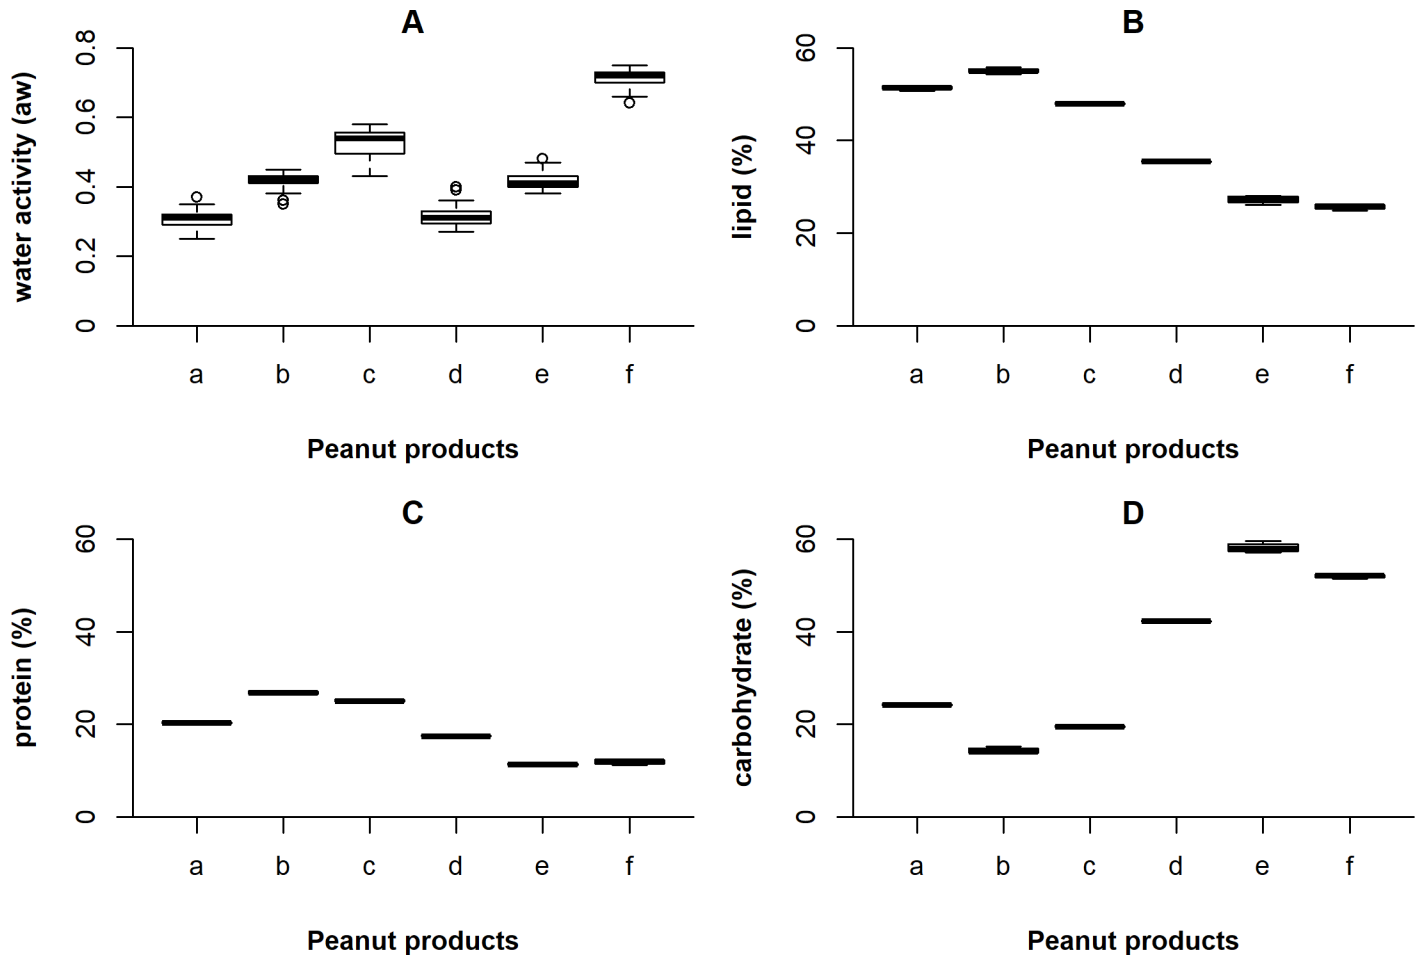 A
water activity (aw)
0.8
0.6
0.4
0.2
0
a b c d e f
Peanut products
B
lipid (%)
60
40
20
0
a b c d e f
Peanut products
C
protein (%)
60
40
20
0
a b c d e f
Peanut products
D
carbohydrate (%)
60
40
20
0
a b c d e f
Peanut products